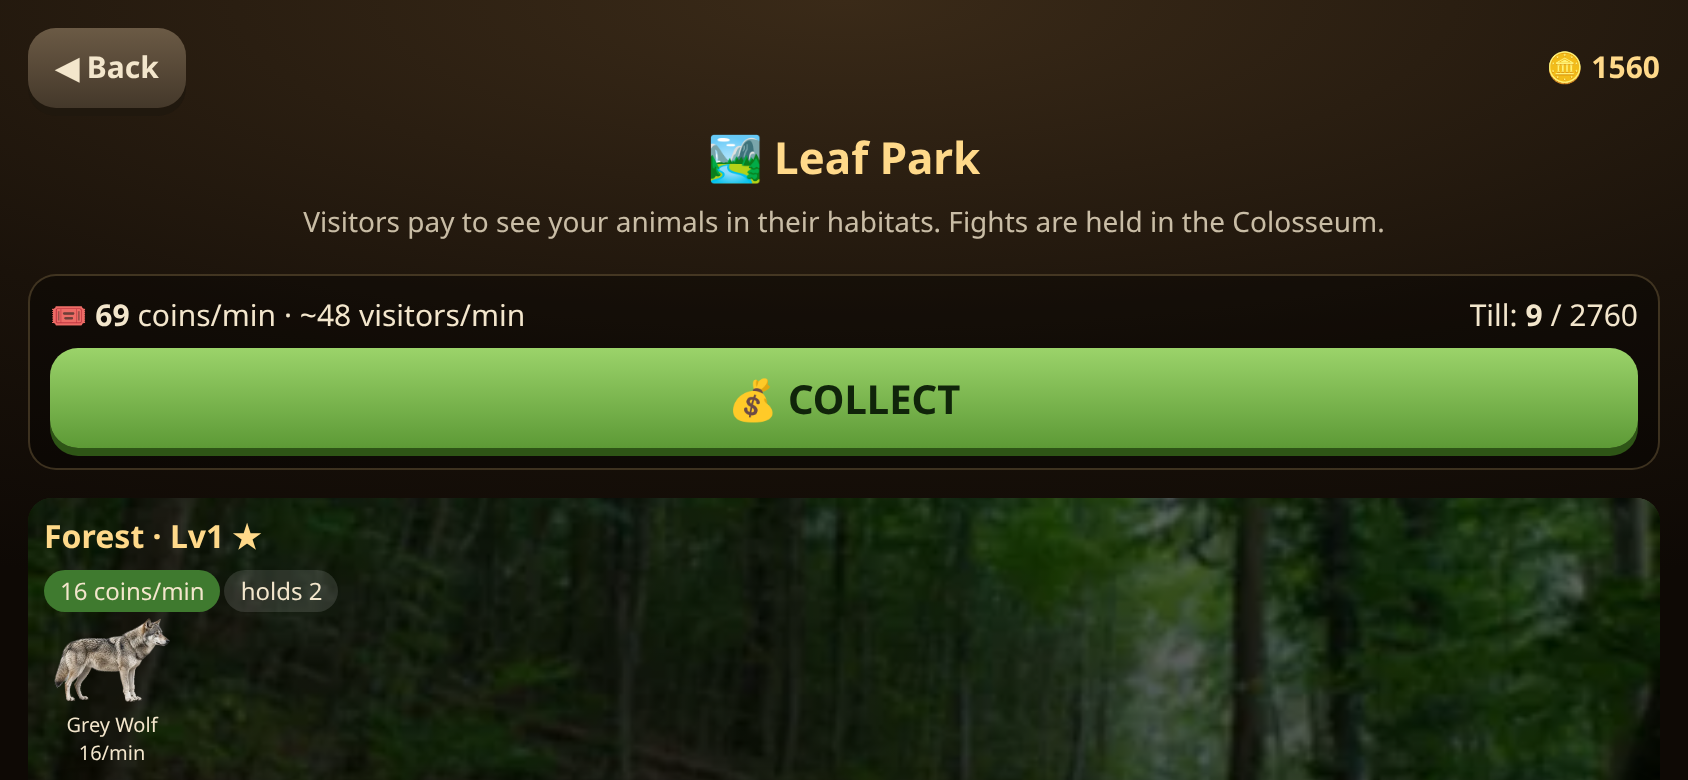 ◀ Back
🪙 1560
🏞️ Leaf Park
Visitors pay to see your animals in their habitats. Fights are held in the Colosseum.
🎟️ 69 coins/min · ~48 visitors/min
Till: 9 / 2760
💰 COLLECT
Forest · Lv1 ★
16 coins/min holds 2
Grey Wolf
16/min